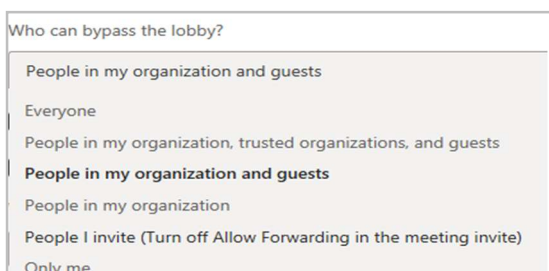 Who can bypass the lobby?
People in my organization and guests
Everyone
People in my organization, trusted organizations, and guests
People in my organization and guests
People in my organization
People I invite (Turn off Allow Forwarding in the meeting invite)
Only me